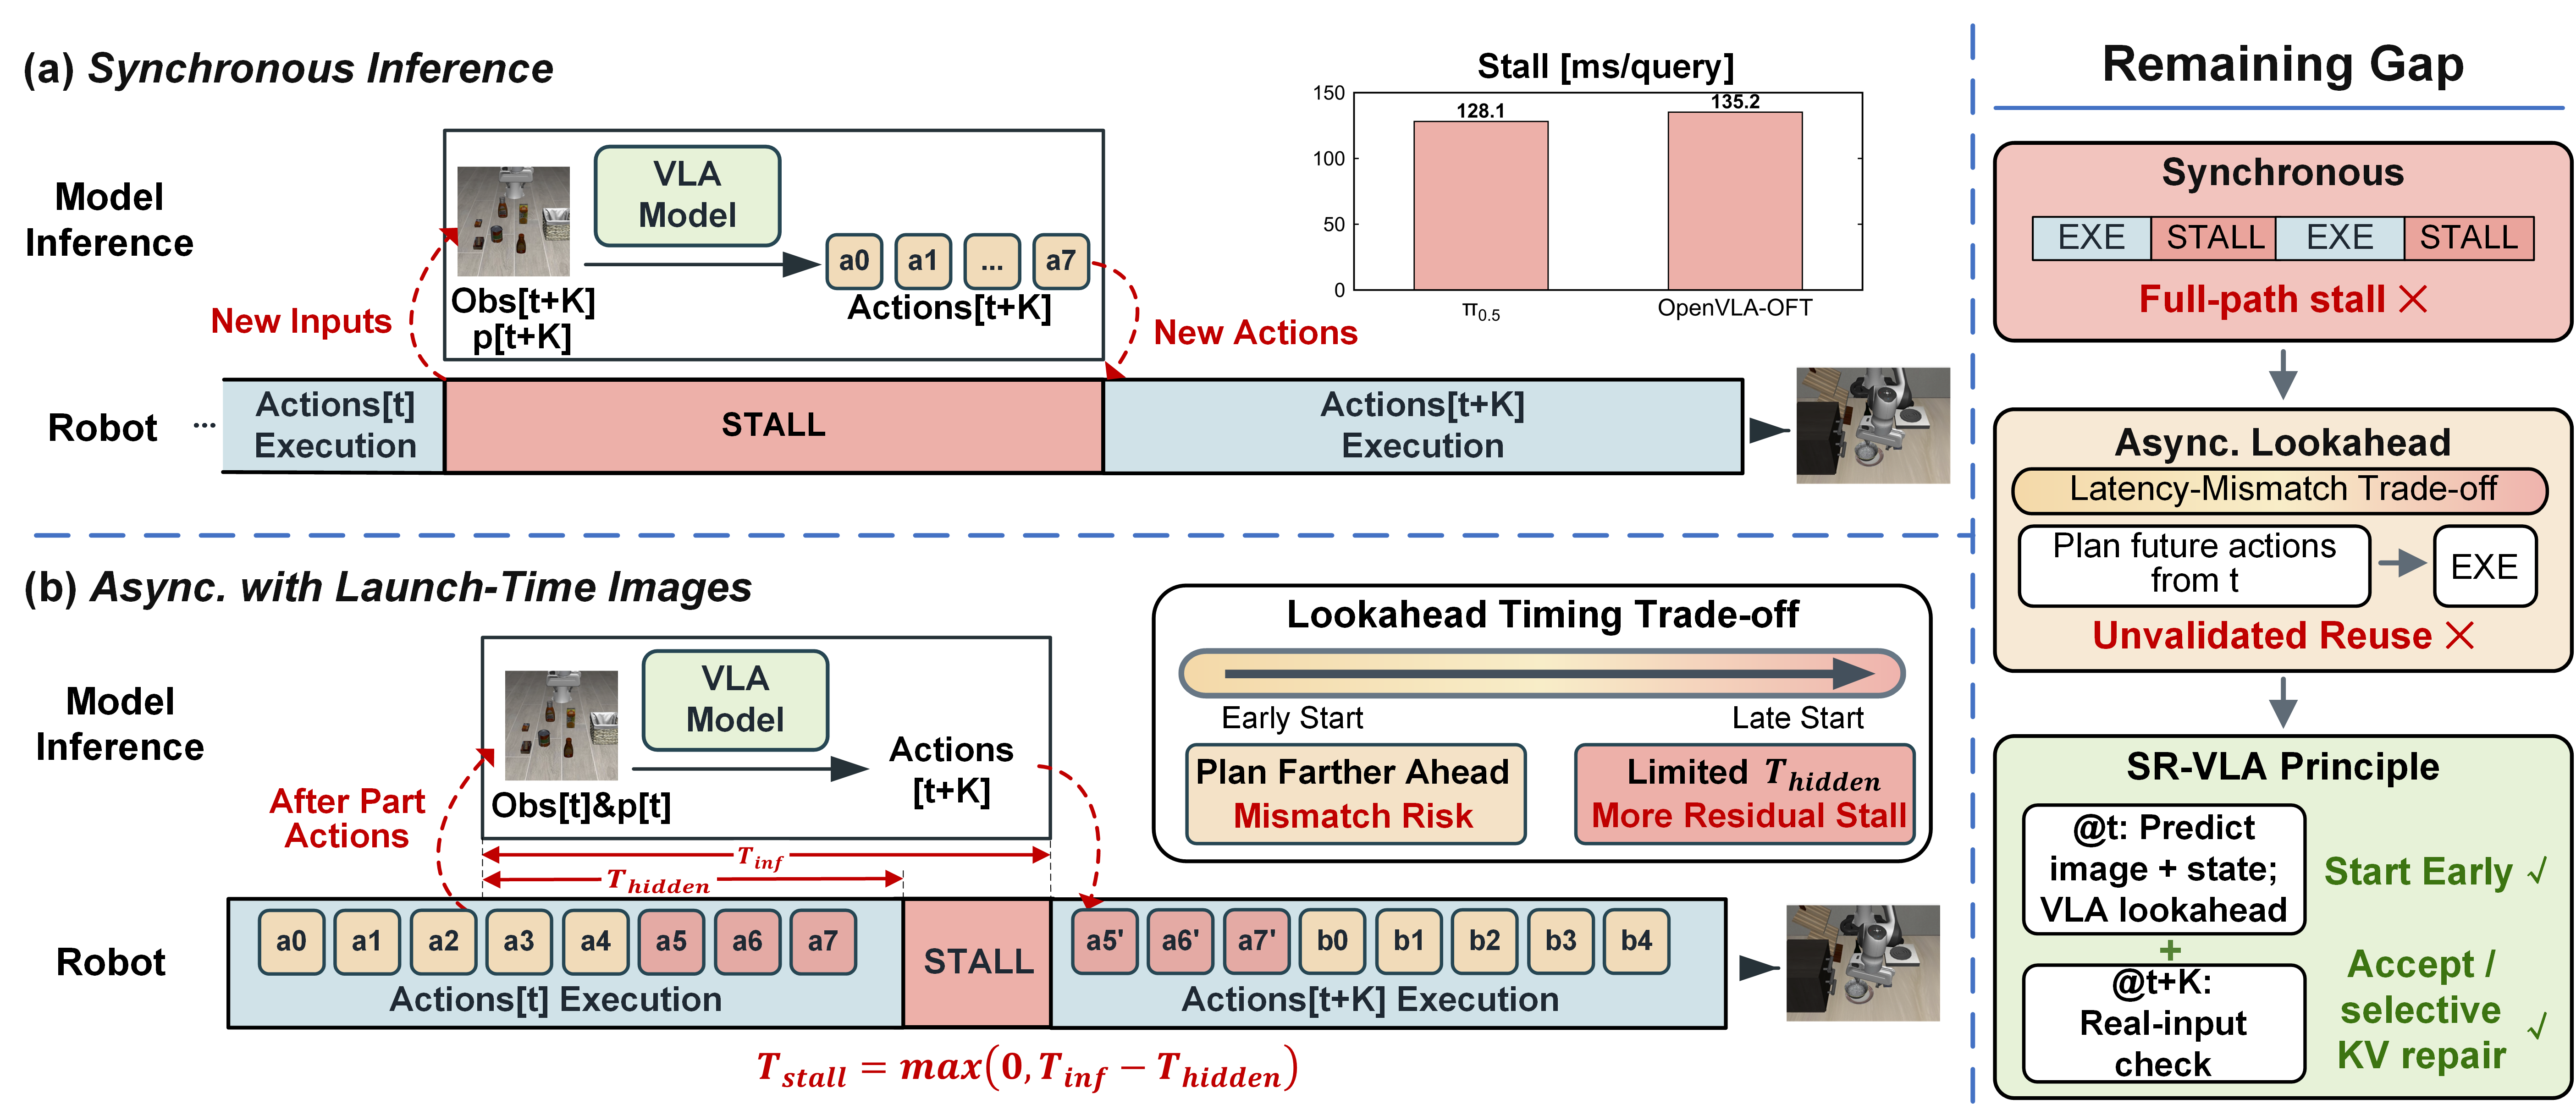 (a) Synchronous Inference
Model
Inference
VLA
Model
a0 a1 ... a7
Obs[t+K]
p[t+K]
Actions[t+K]
New Inputs
New Actions
Stall [ms/query]
150
100
50
0
128.1
135.2
π0.5
OpenVLA-OFT
Robot
...
Actions[t]
Execution
STALL
Actions[t+K]
Execution
(b) Async. with Launch-Time Images
Model
Inference
VLA
Model
Actions
[t+K]
Obs[t]&p[t]
After Part
Actions
T_inf
T_hidden
Robot
a0 a1 a2 a3 a4 a5 a6 a7
Actions[t] Execution
STALL
a5' a6' a7' b0 b1 b2 b3 b4
Actions[t+K] Execution
T_stall = max(0, T_inf − T_hidden)
Lookahead Timing Trade-off
Early Start
Late Start
Plan Farther Ahead
Mismatch Risk
Limited T_hidden
More Residual Stall
Remaining Gap
Synchronous
EXE STALL EXE STALL
Full-path stall ×
Async. Lookahead
Latency-Mismatch Trade-off
Plan future actions
from t
EXE
Unvalidated Reuse ×
SR-VLA Principle
@t: Predict
image + state;
VLA lookahead
Start Early √
+
@t+K:
Real-input
check
Accept /
selective
KV repair √